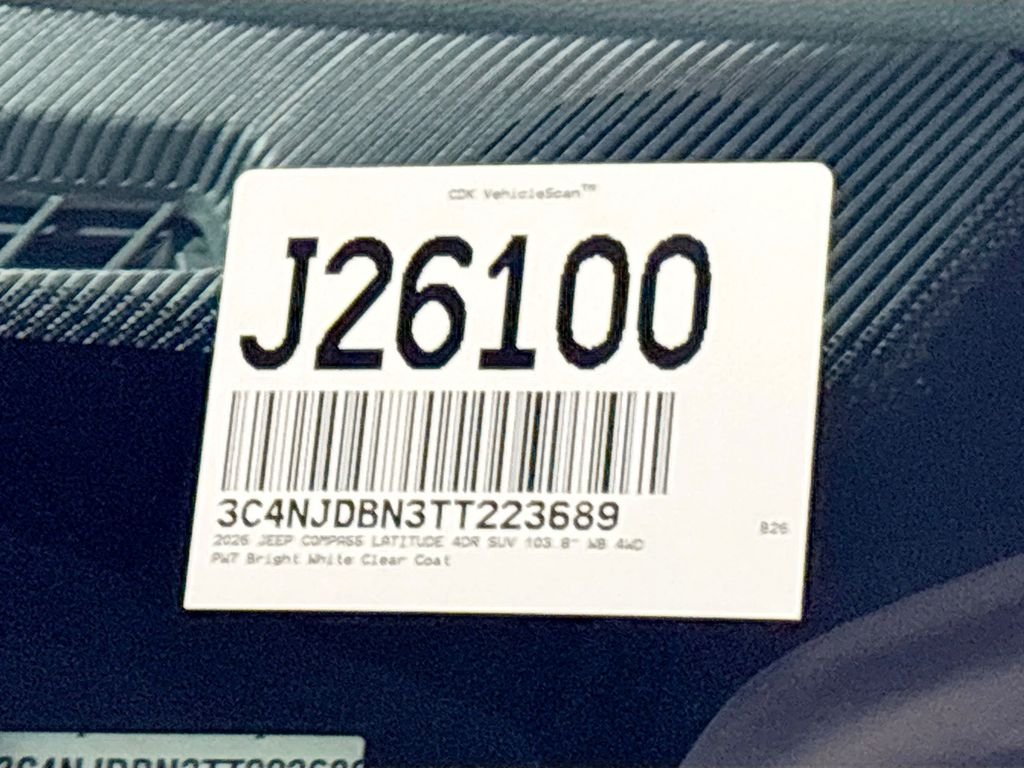 CDK VehicleScan™
J26100
3C4NJDBN3TT223689
2026 JEEP COMPASS LATITUDE 4DR SUV 103.8" WB 4WD
PW7 Bright White Clear Coat
B26